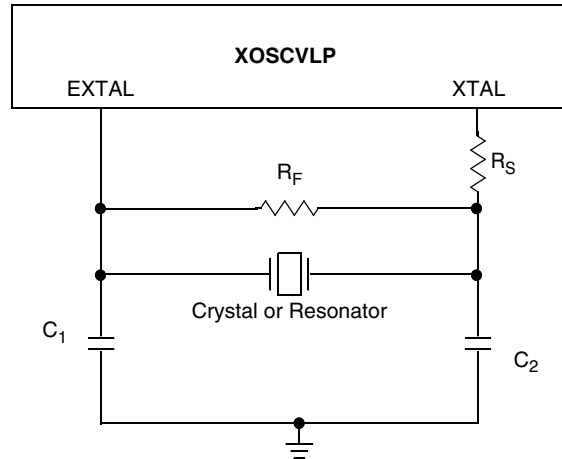 XOSCVLP
EXTAL XTAL
R_S
R_F
Crystal or Resonator
C_1
C_2